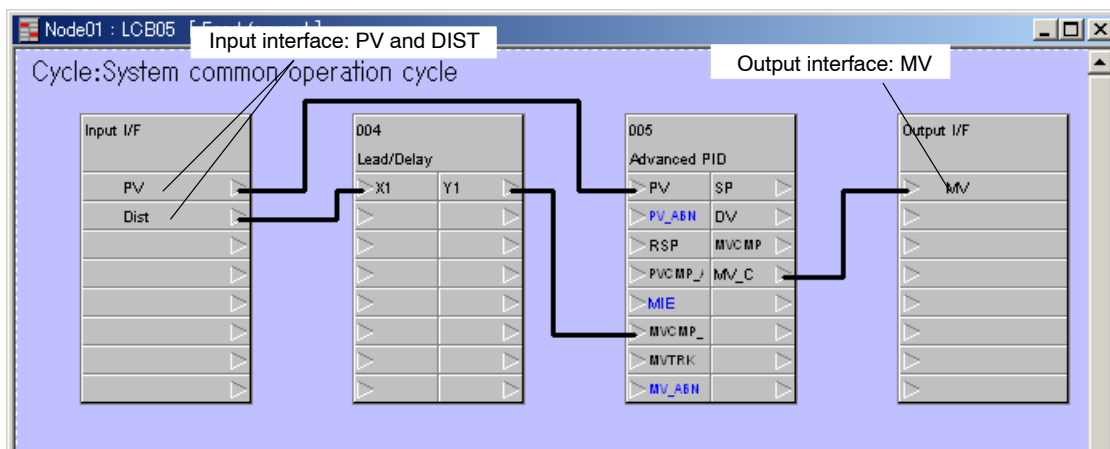 Node01 : LCB05
Input interface: PV and DIST
Output interface: MV
Cycle:System common operation cycle
Input I/F
PV
Dist
004
Lead/Delay
X1 Y1
005
Advanced PID
PV SP
PV_ABN DV
RSP MVCMP
PVCMP_/ MV_C
MIE
MVCMP_
MVTRK
MV_ABN
Output I/F
MV